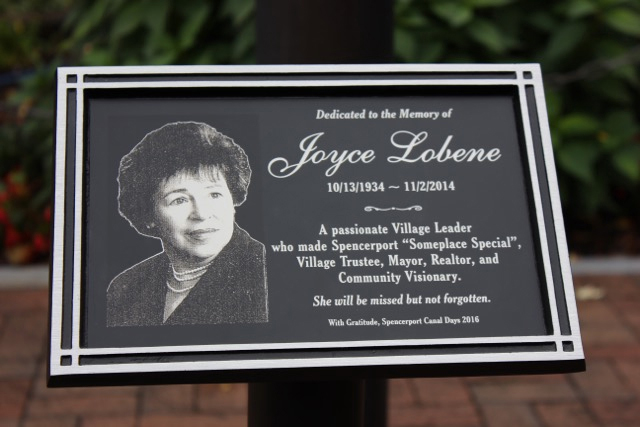 Dedicated to the Memory of
Joyce Lobene
10/13/1934 ~ 11/2/2014
A passionate Village Leader
who made Spencerport "Someplace Special",
Village Trustee, Mayor, Realtor, and
Community Visionary.
She will be missed but not forgotten.
With Gratitude, Spencerport Canal Days 2016